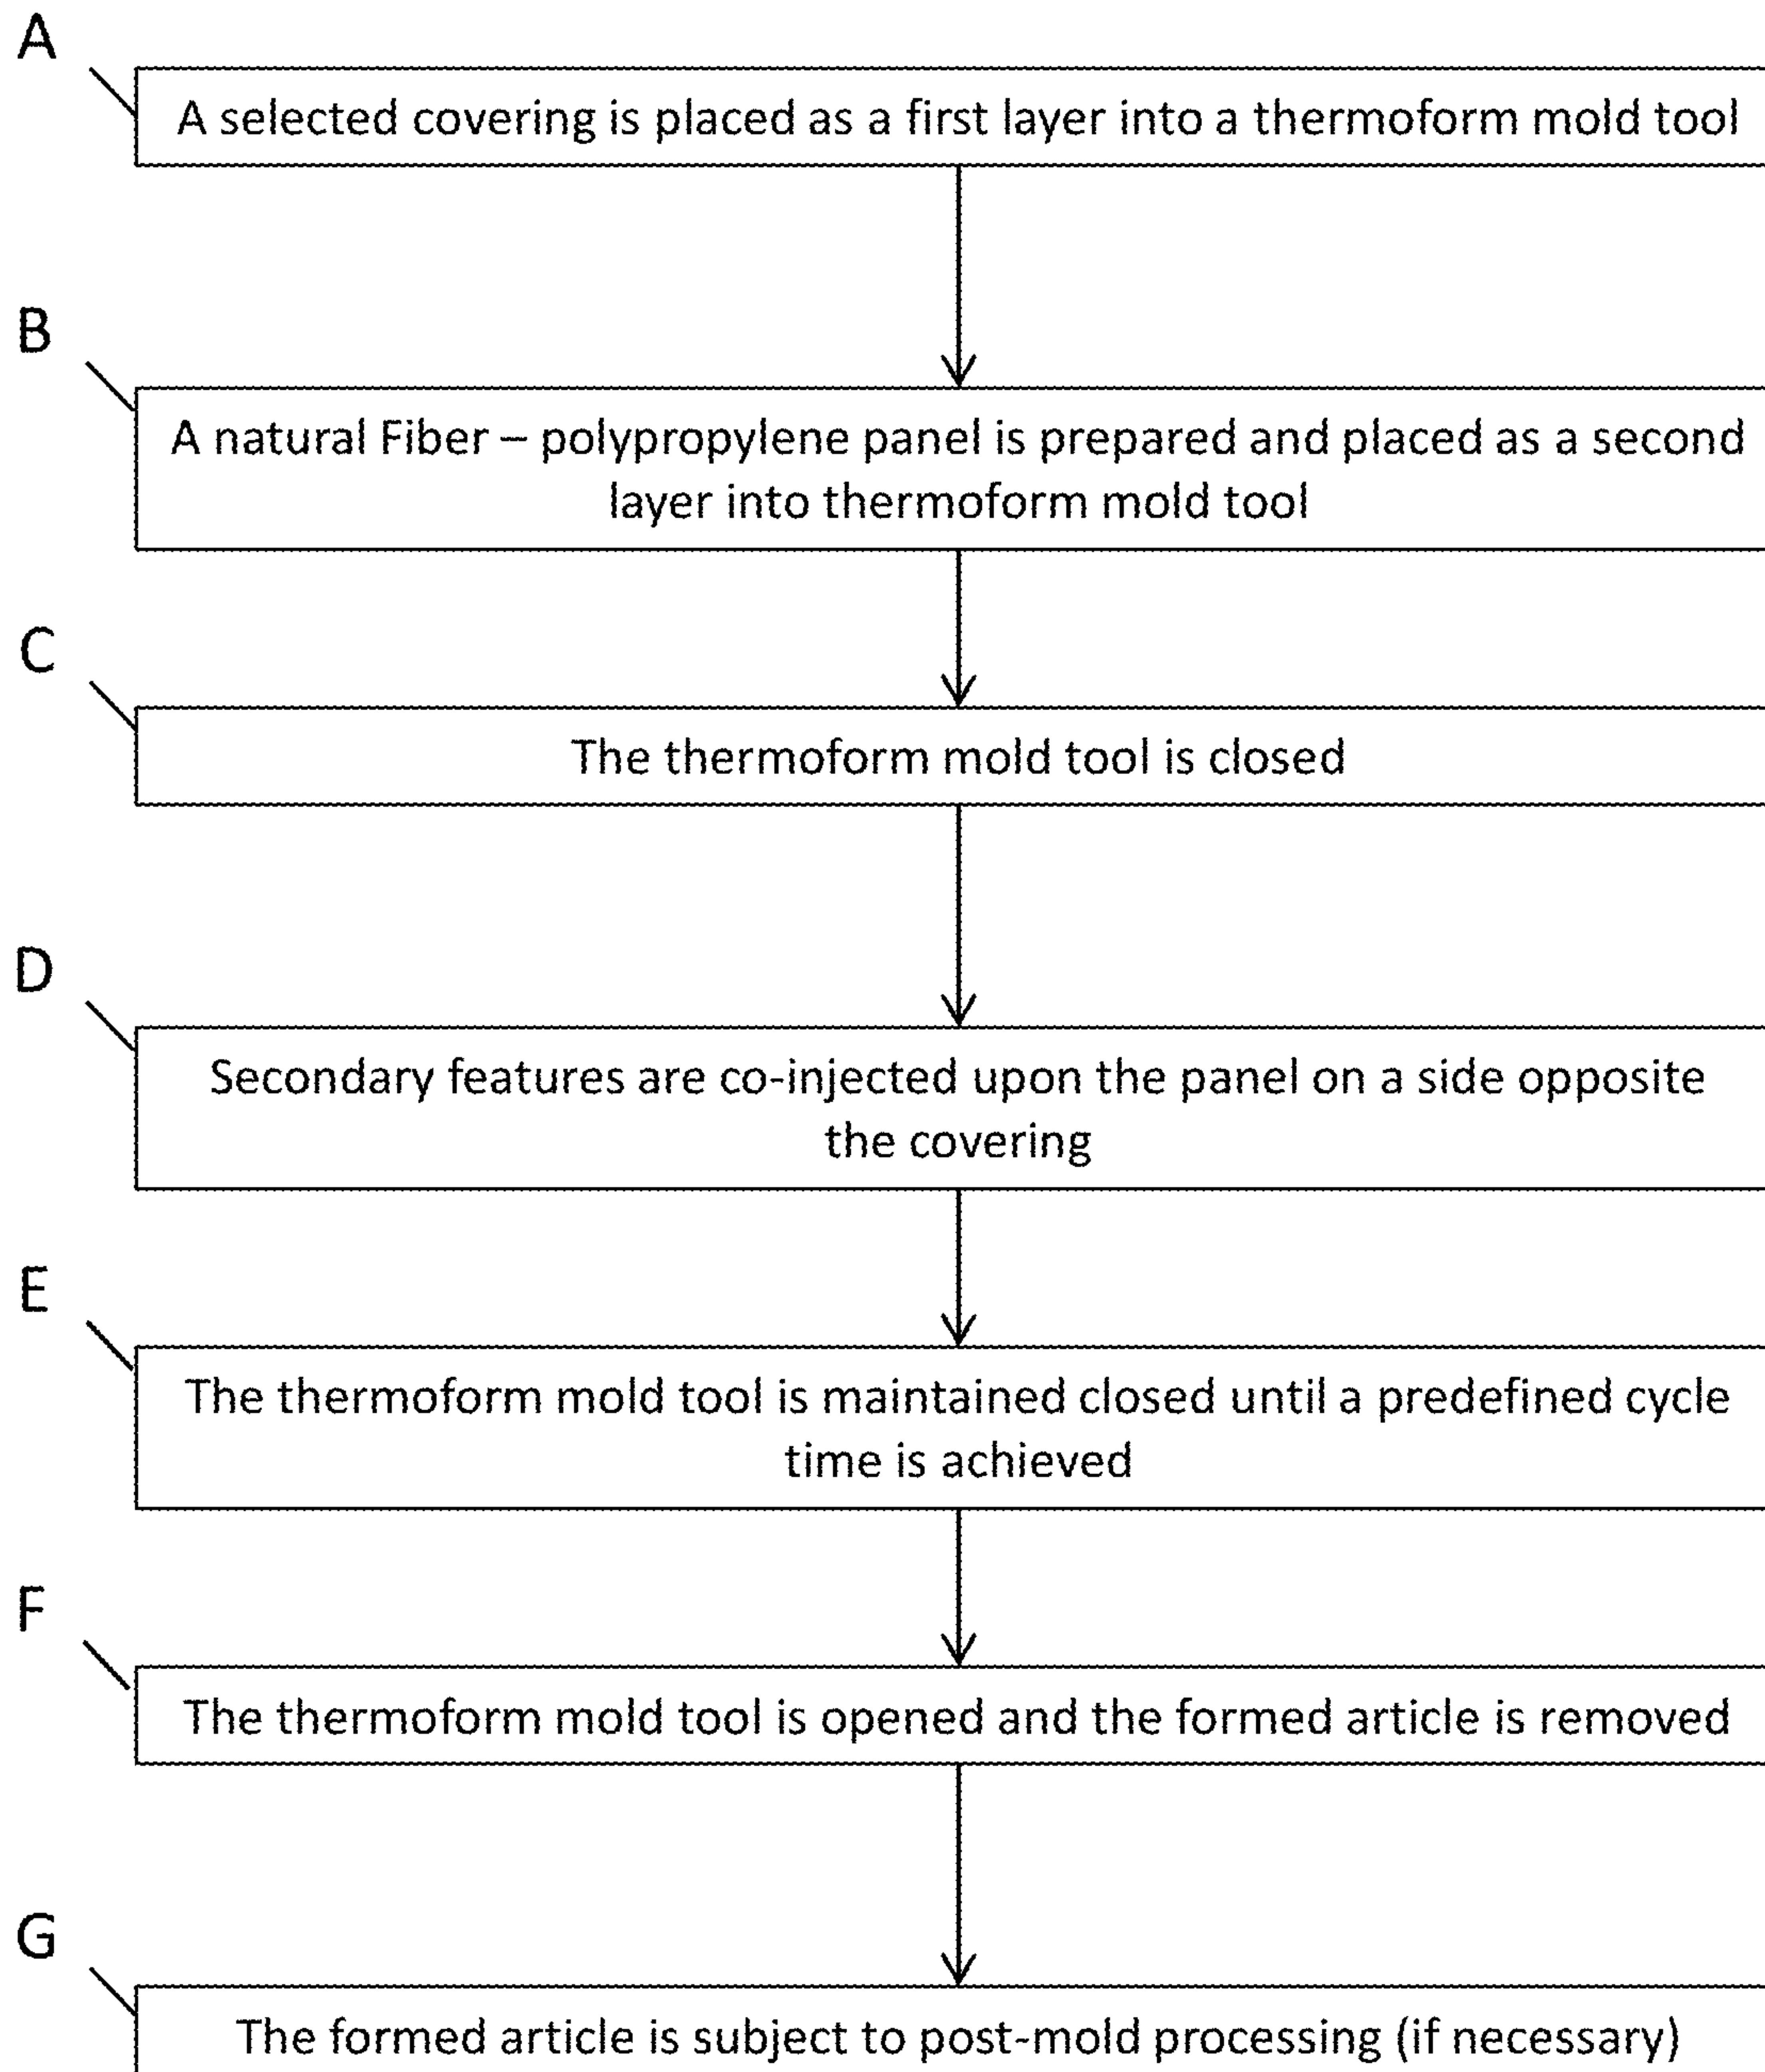 A
A selected covering is placed as a first layer into a thermoform mold tool
B
A natural Fiber – polypropylene panel is prepared and placed as a second
layer into thermoform mold tool
C
The thermoform mold tool is closed
D
Secondary features are co-injected upon the panel on a side opposite
the covering
E
The thermoform mold tool is maintained closed until a predefined cycle
time is achieved
F
The thermoform mold tool is opened and the formed article is removed
G
The formed article is subject to post-mold processing (if necessary)